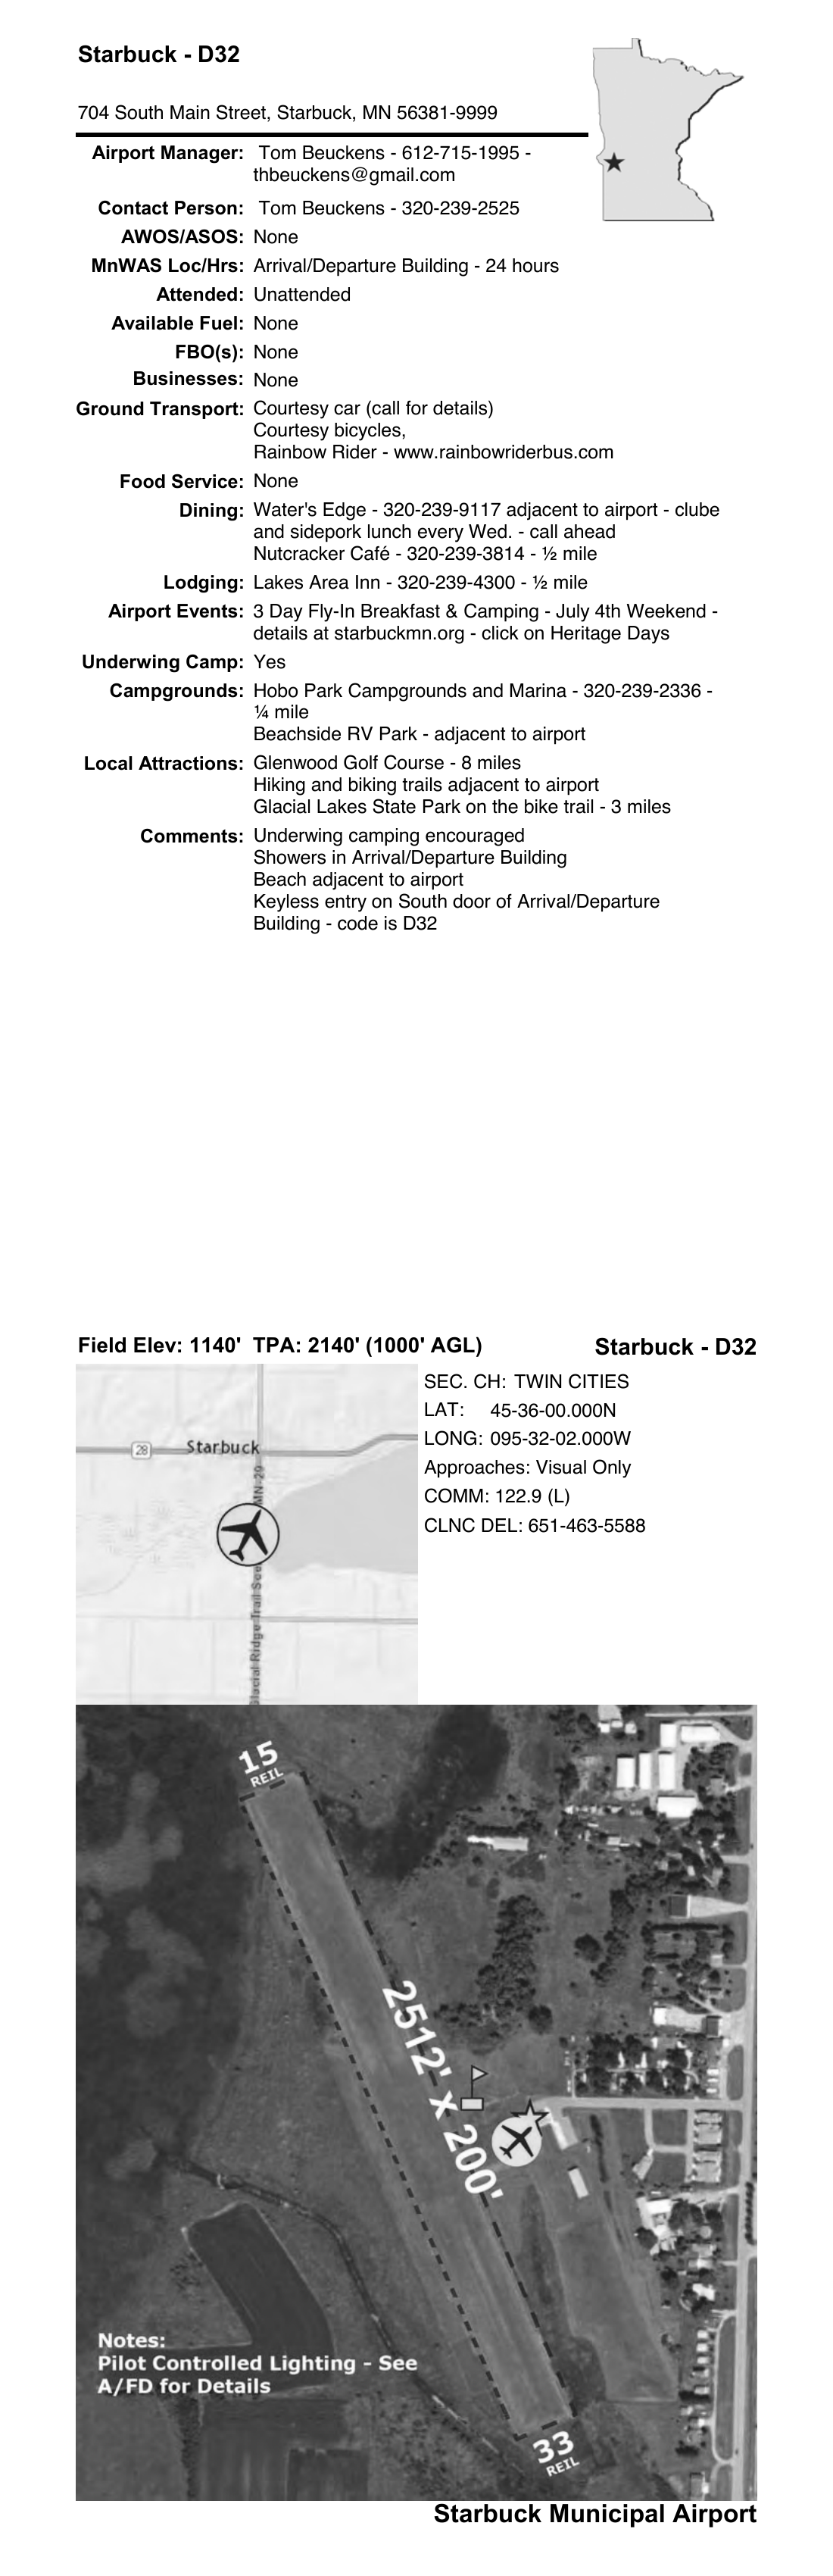 Starbuck - D32
704 South Main Street, Starbuck, MN 56381-9999
Airport Manager: Tom Beuckens - 612-715-1995 -
thbeuckens@gmail.com
Contact Person: Tom Beuckens - 320-239-2525
AWOS/ASOS: None
MnWAS Loc/Hrs: Arrival/Departure Building - 24 hours
Attended: Unattended
Available Fuel: None
FBO(s): None
Businesses: None
Ground Transport: Courtesy car (call for details)
Courtesy bicycles,
Rainbow Rider - www.rainbowriderbus.com
Food Service: None
Dining: Water's Edge - 320-239-9117 adjacent to airport - clube
and sidepork lunch every Wed. - call ahead
Nutcracker Café - 320-239-3814 - ½ mile
Lodging: Lakes Area Inn - 320-239-4300 - ½ mile
Airport Events: 3 Day Fly-In Breakfast & Camping - July 4th Weekend -
details at starbuckmn.org - click on Heritage Days
Underwing Camp: Yes
Campgrounds: Hobo Park Campgrounds and Marina - 320-239-2336 -
¼ mile
Beachside RV Park - adjacent to airport
Local Attractions: Glenwood Golf Course - 8 miles
Hiking and biking trails adjacent to airport
Glacial Lakes State Park on the bike trail - 3 miles
Comments: Underwing camping encouraged
Showers in Arrival/Departure Building
Beach adjacent to airport
Keyless entry on South door of Arrival/Departure
Building - code is D32
Field Elev: 1140' TPA: 2140' (1000' AGL)
Starbuck - D32
SEC. CH: TWIN CITIES
LAT: 45-36-00.000N
LONG: 095-32-02.000W
Approaches: Visual Only
COMM: 122.9 (L)
CLNC DEL: 651-463-5588
28
Starbuck
MN-29
Glacial Ridge Trail Sce
15
REIL
2512' x 200'
Notes:
Pilot Controlled Lighting - See
A/FD for Details
33
REIL
Starbuck Municipal Airport